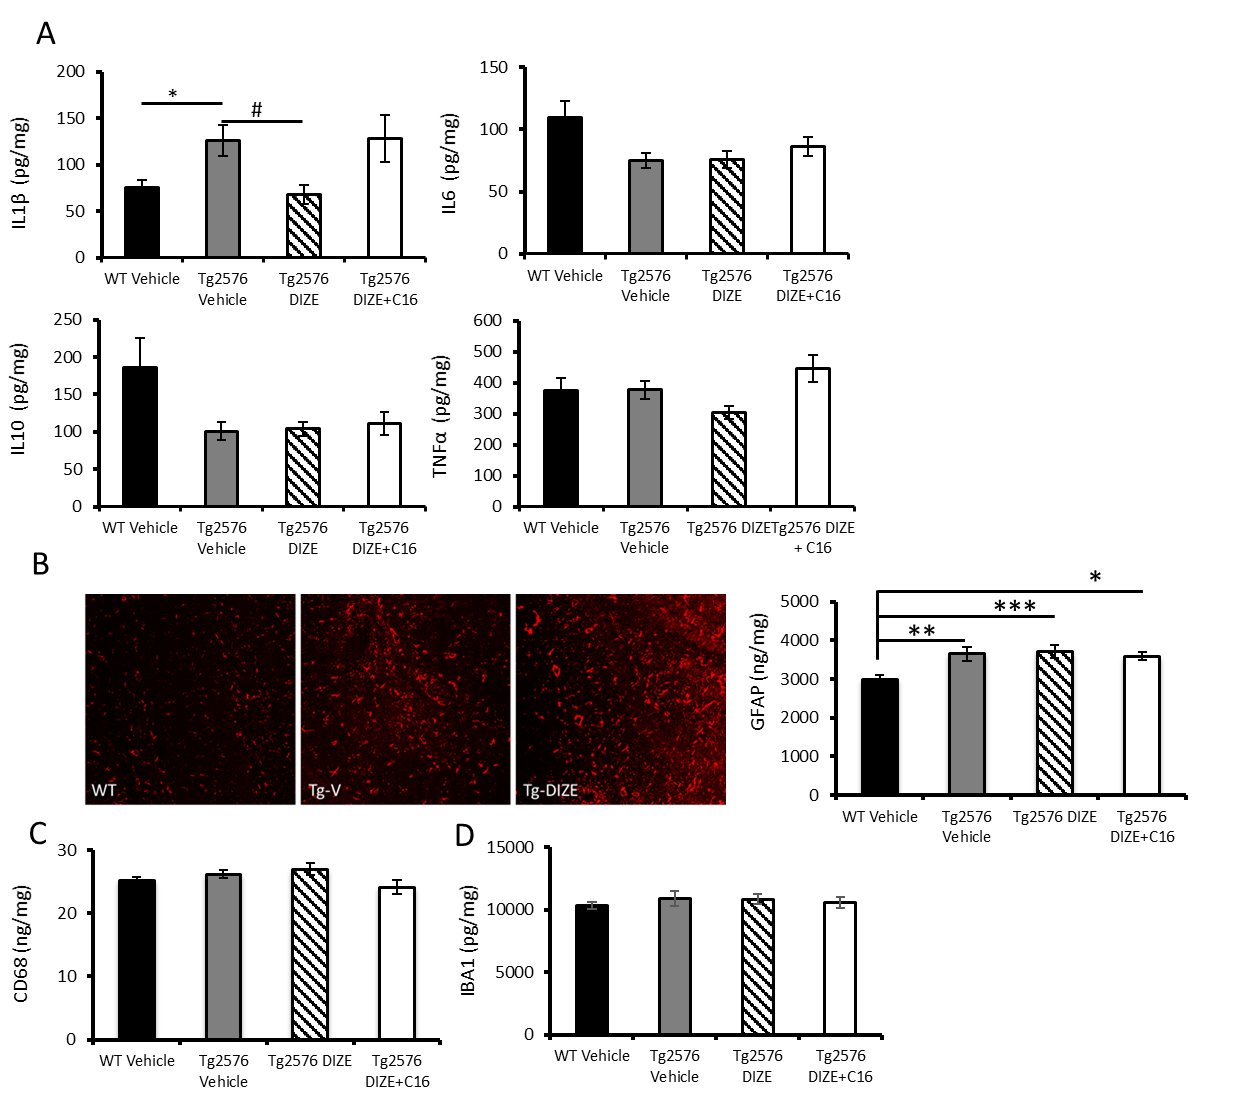 A
200
150
100
50
0
IL1β (pg/mg)
*
#
WT Vehicle
Tg2576
Vehicle
Tg2576
DIZE
Tg2576
DIZE+C16
150
100
50
0
IL6 (pg/mg)
WT Vehicle
Tg2576
Vehicle
Tg2576
DIZE
Tg2576
DIZE+C16
250
200
150
100
50
0
IL10 (pg/mg)
WT Vehicle
Tg2576
Vehicle
Tg2576
DIZE
Tg2576
DIZE+C16
600
500
400
300
200
100
0
TNFα (pg/mg)
WT Vehicle
Tg2576
Vehicle
Tg2576 DIZE
Tg2576 DIZE
+ C16
B
WT
Tg-V
Tg-DIZE
5000
4000
3000
2000
1000
0
GFAP (ng/mg)
*
***
**
WT Vehicle
Tg2576
Vehicle
Tg2576 DIZE
Tg2576
DIZE+C16
C
30
20
10
0
CD68 (ng/mg)
WT Vehicle
Tg2576
Vehicle
Tg2576 DIZE
Tg2576
DIZE+C16
D
15000
10000
5000
0
IBA1 (pg/mg)
WT Vehicle
Tg2576
Vehicle
Tg2576
DIZE
Tg2576
DIZE+C16